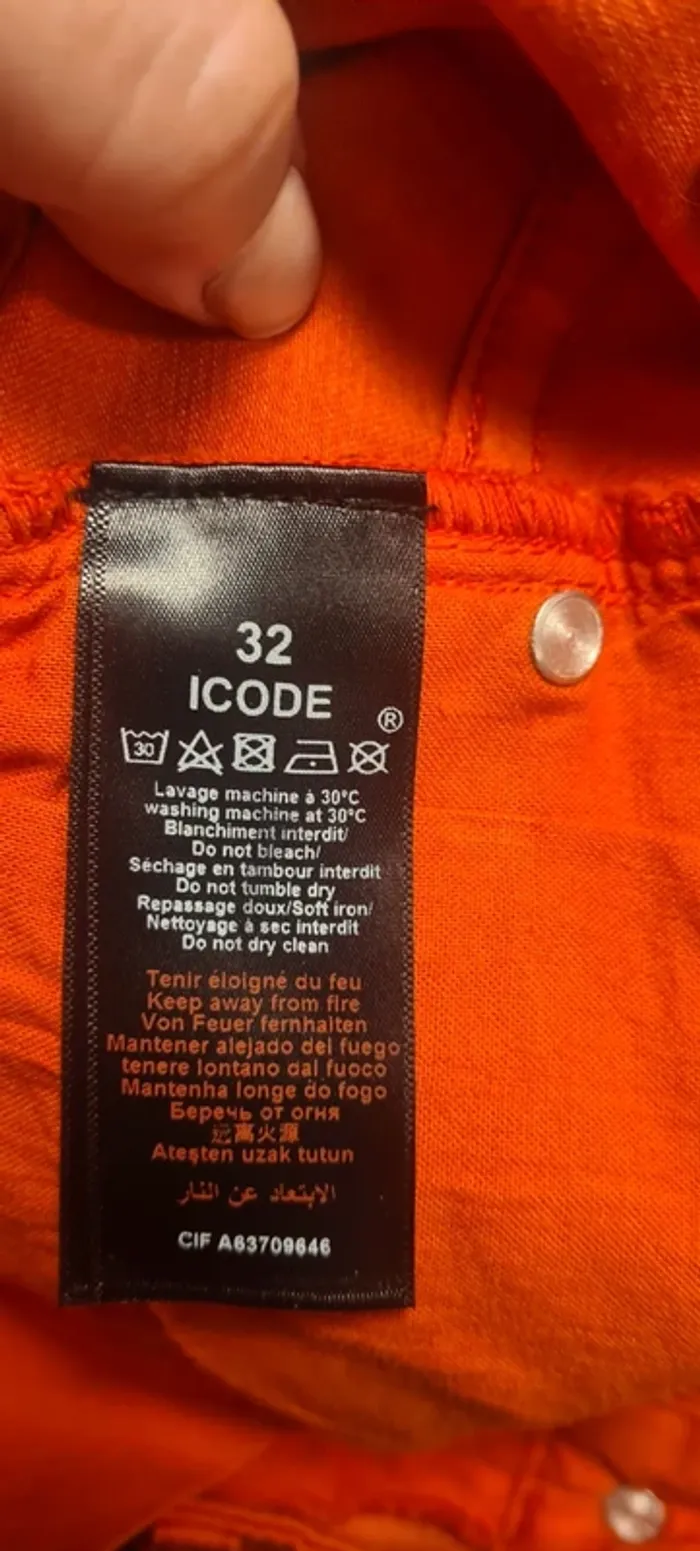 32
ICODE
®
30
Lavage machine à 30°C
washing machine at 30°C
Blanchiment interdit/
Do not bleach/
Séchage en tambour interdit
Do not tumble dry
Repassage doux/Soft iron/
Nettoyage à sec interdit
Do not dry clean
Tenir éloigné du feu
Keep away from fire
Von Feuer fernhalten
Mantener alejado del fuego
tenere lontano dal fuoco
Mantenha longe do fogo
Беречь от огня
远离火源
Ateşten uzak tutun
الابتعاد عن النار
CIF A63709646